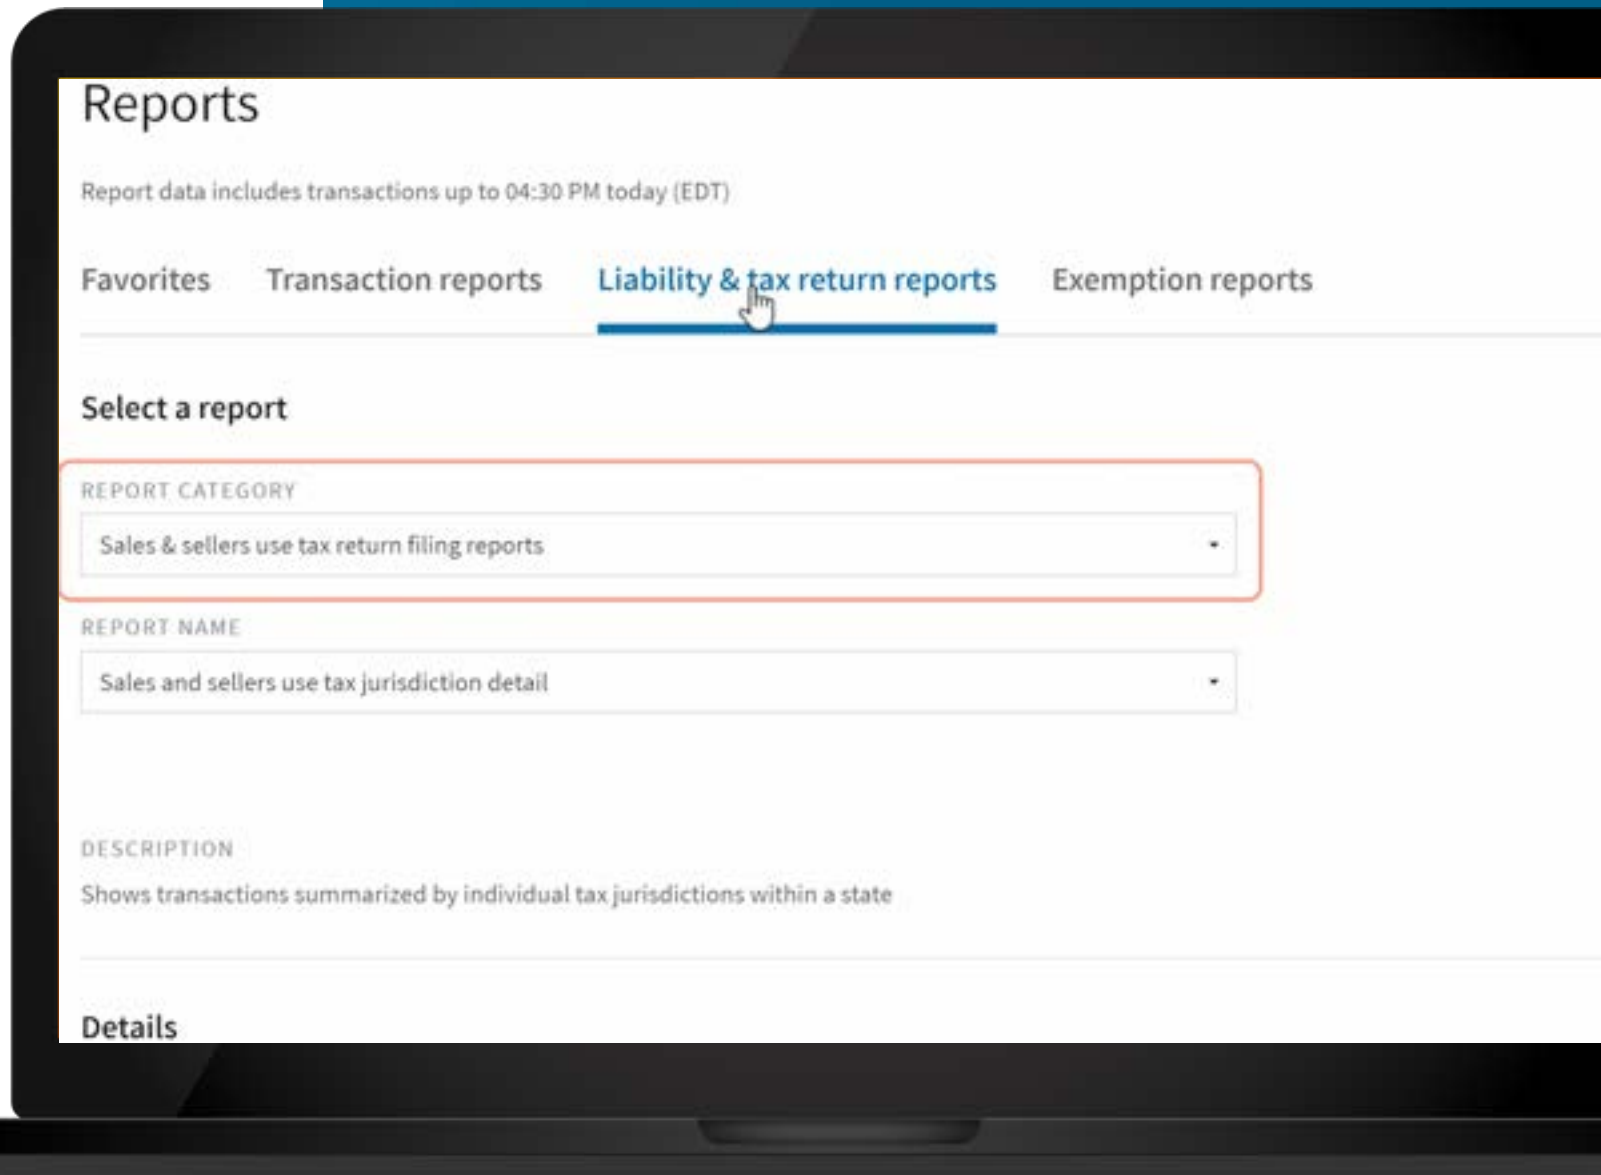 Reports
Report data includes transactions up to 04:30 PM today (EDT)
Favorites Transaction reports Liability & tax return reports Exemption reports
Select a report
REPORT CATEGORY
Sales & sellers use tax return filing reports
REPORT NAME
Sales and sellers use tax jurisdiction detail
DESCRIPTION
Shows transactions summarized by individual tax jurisdictions within a state
Details